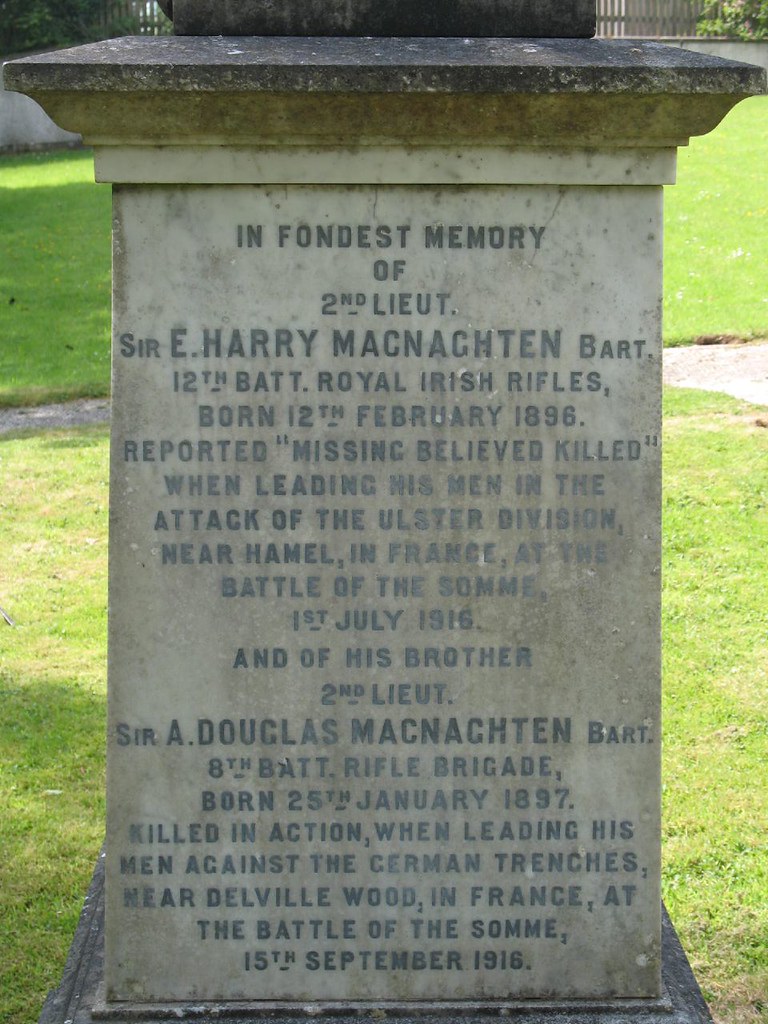 IN FONDEST MEMORY
OF
2ND LIEUT.
SIR E. HARRY MACNAGHTEN BART.
12TH BATT. ROYAL IRISH RIFLES,
BORN 12TH FEBRUARY 1896.
REPORTED "MISSING BELIEVED KILLED"
WHEN LEADING HIS MEN IN THE
ATTACK OF THE ULSTER DIVISION,
NEAR HAMEL, IN FRANCE, AT THE
BATTLE OF THE SOMME,
1ST JULY 1916.
AND OF HIS BROTHER
2ND LIEUT.
SIR A. DOUGLAS MACNAGHTEN BART.
8TH BATT. RIFLE BRIGADE,
BORN 25TH JANUARY 1897.
KILLED IN ACTION, WHEN LEADING HIS
MEN AGAINST THE GERMAN TRENCHES,
NEAR DELVILLE WOOD, IN FRANCE, AT
THE BATTLE OF THE SOMME,
15TH SEPTEMBER 1916.